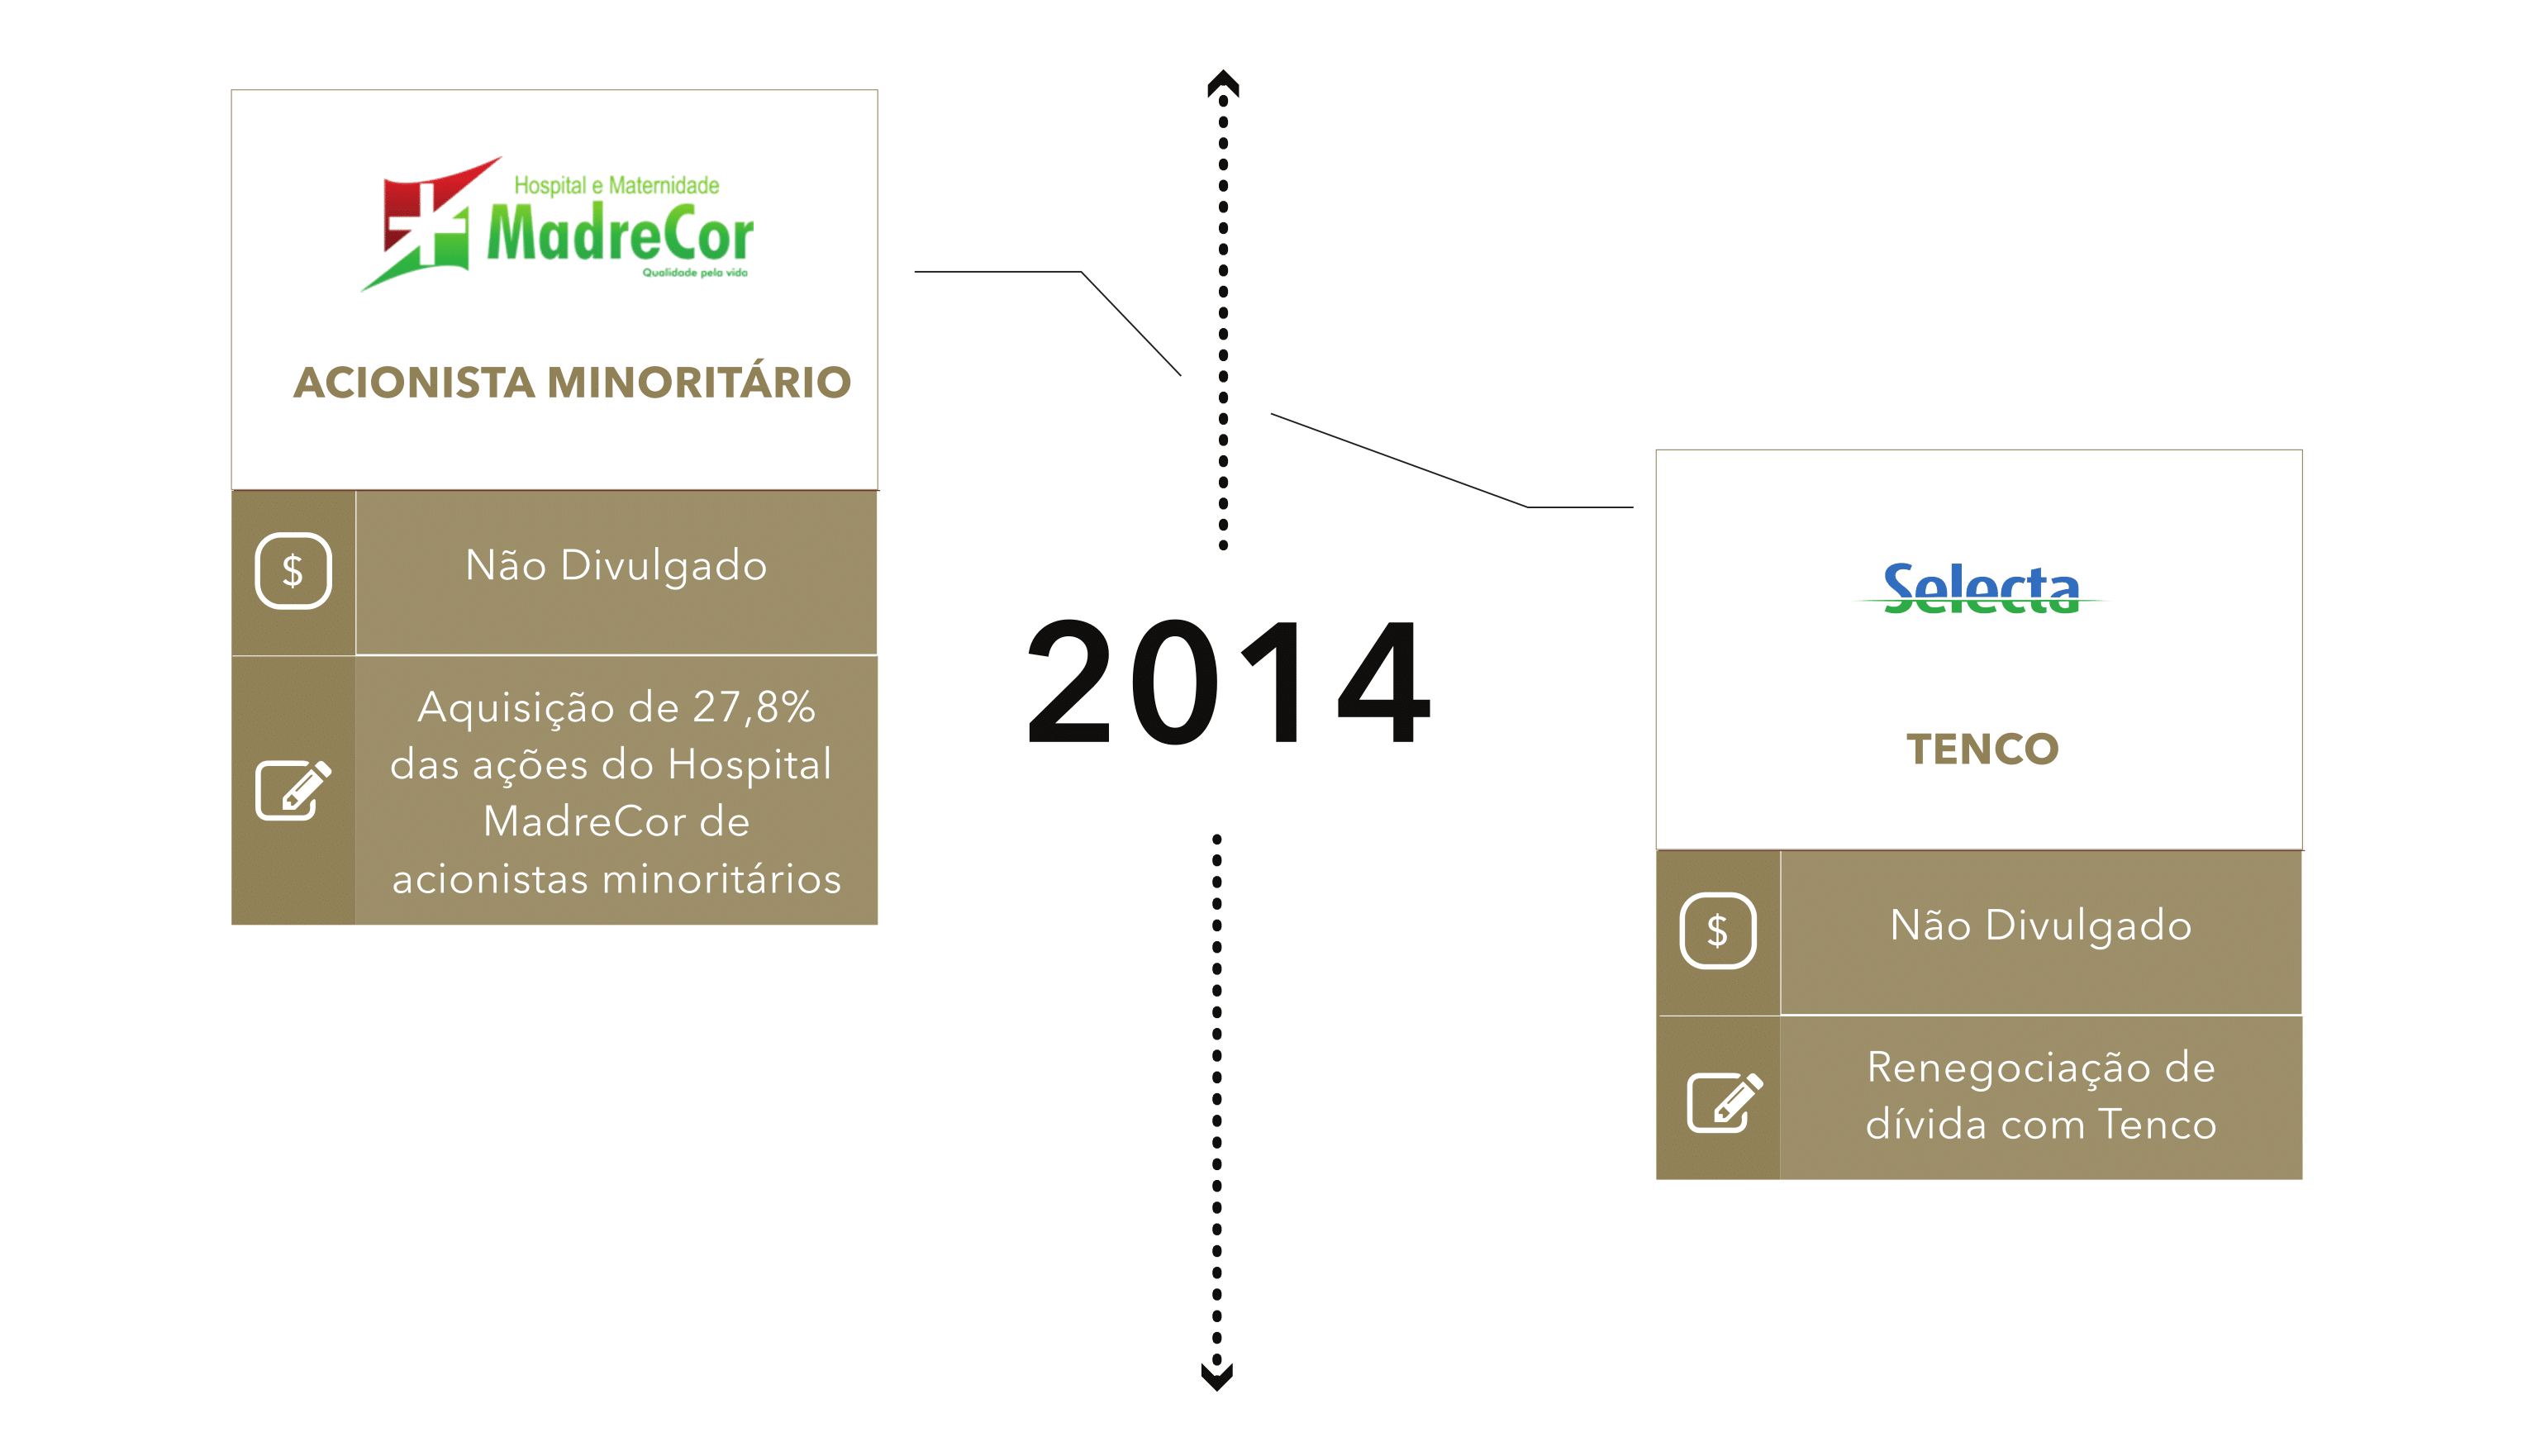 Hospital e Maternidade
MadreCor
Qualidade pela vida
ACIONISTA MINORITÁRIO
$
Não Divulgado
Aquisição de 27,8%
das ações do Hospital
MadreCor de
acionistas minoritários
2014
Selecta
TENCO
$
Não Divulgado
Renegociação de
dívida com Tenco